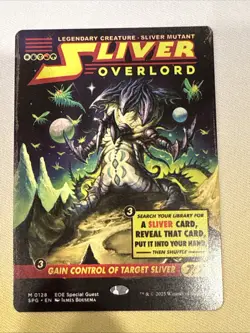 LEGENDARY CREATURE - SLIVER MUTANT
SLIVER
OVERLORD
3
SEARCH YOUR LIBRARY FOR
A SLIVER CARD,
REVEAL THAT CARD,
PUT IT INTO YOUR HAND,
THEN SHUFFLE
3
GAIN CONTROL OF TARGET SLIVER
7/7
M 0128 EOE Special Guest
SPG • EN JAMES BOUSEMA
™ & © 2025 Wizards of the Coast